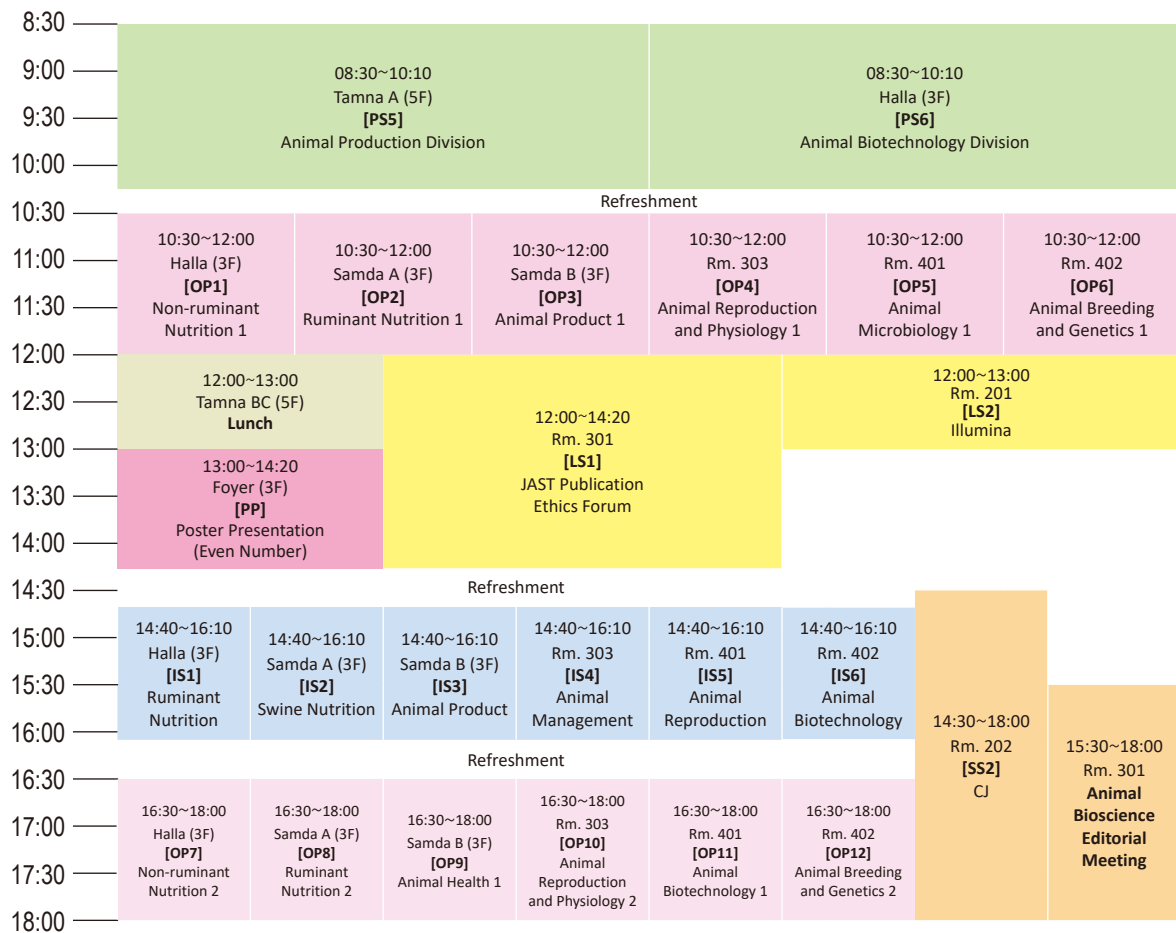 8:30
9:00
9:30
10:00
10:30
11:00
11:30
12:00
12:30
13:00
13:30
14:00
14:30
15:00
15:30
16:00
16:30
17:00
17:30
18:00
08:30~10:10
Tamna A (5F)
[PS5]
Animal Production Division
08:30~10:10
Halla (3F)
[PS6]
Animal Biotechnology Division
Refreshment
10:30~12:00
Halla (3F)
[OP1]
Non-ruminant
Nutrition 1
10:30~12:00
Samda A (3F)
[OP2]
Ruminant Nutrition 1
10:30~12:00
Samda B (3F)
[OP3]
Animal Product 1
10:30~12:00
Rm. 303
[OP4]
Animal Reproduction
and Physiology 1
10:30~12:00
Rm. 401
[OP5]
Animal
Microbiology 1
10:30~12:00
Rm. 402
[OP6]
Animal Breeding
and Genetics 1
12:00~13:00
Tamna BC (5F)
Lunch
12:00~14:20
Rm. 301
[LS1]
JAST Publication
Ethics Forum
12:00~13:00
Rm. 201
[LS2]
Illumina
13:00~14:20
Foyer (3F)
[PP]
Poster Presentation
(Even Number)
Refreshment
14:40~16:10
Halla (3F)
[IS1]
Ruminant
Nutrition
14:40~16:10
Samda A (3F)
[IS2]
Swine Nutrition
14:40~16:10
Samda B (3F)
[IS3]
Animal Product
14:40~16:10
Rm. 303
[IS4]
Animal
Management
14:40~16:10
Rm. 401
[IS5]
Animal
Reproduction
14:40~16:10
Rm. 402
[IS6]
Animal
Biotechnology
14:30~18:00
Rm. 202
[SS2]
CJ
15:30~18:00
Rm. 301
Animal
Bioscience
Editorial
Meeting
Refreshment
16:30~18:00
Halla (3F)
[OP7]
Non-ruminant
Nutrition 2
16:30~18:00
Samda A (3F)
[OP8]
Ruminant
Nutrition 2
16:30~18:00
Samda B (3F)
[OP9]
Animal Health 1
16:30~18:00
Rm. 303
[OP10]
Animal
Reproduction
and Physiology 2
16:30~18:00
Rm. 401
[OP11]
Animal
Biotechnology 1
16:30~18:00
Rm. 402
[OP12]
Animal Breeding
and Genetics 2